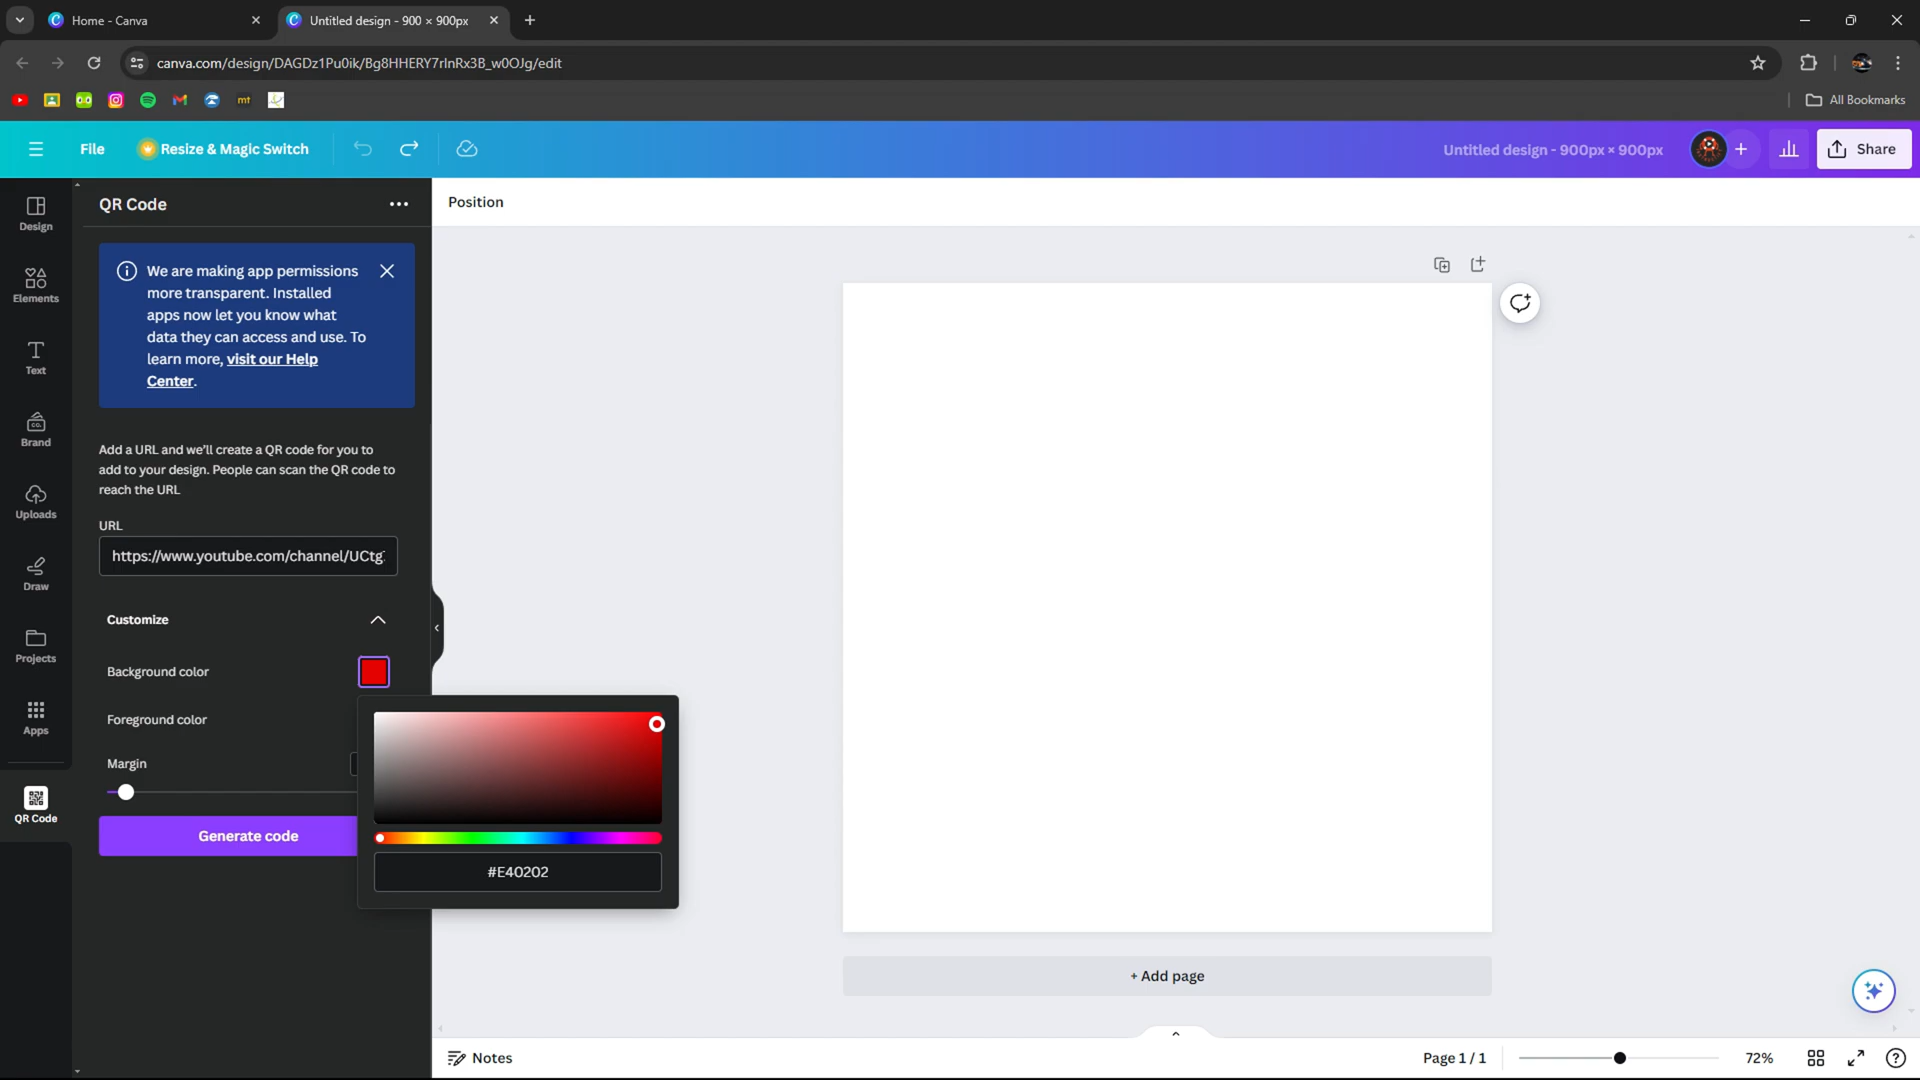 Home - Canva
Untitled design - 900 × 900px
canva.com/design/DAGDz1Pu0ik/Bg8HHERY7rlnRx3B_w0OJg/edit
mt
All Bookmarks
File
Resize & Magic Switch
Untitled design - 900px × 900px
Share
Design
Elements
Text
Brand
Uploads
Draw
Projects
Apps
QR Code
QR Code
We are making app permissions
more transparent. Installed
apps now let you know what
data they can access and use. To
learn more, visit our Help
Center.
Add a URL and we'll create a QR code for you to
add to your design. People can scan the QR code to
reach the URL
URL
https://www.youtube.com/channel/UCtg
Customize
Background color
Foreground color
Margin
Generate code
#E40202
Position
+ Add page
Notes
Page 1 / 1
72%